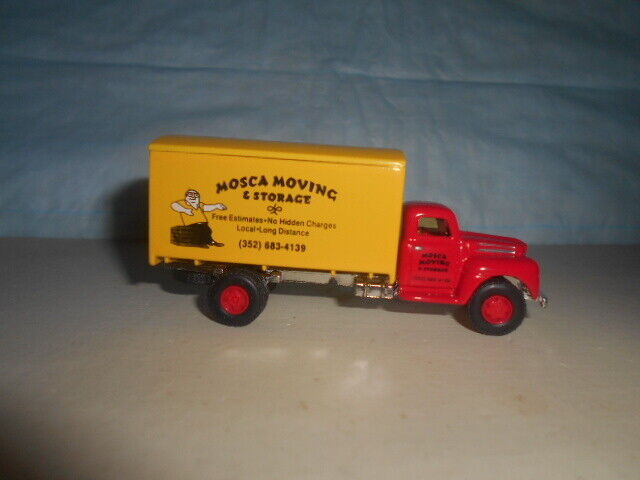 MOSCA MOVING
& STORAGE
Free Estimates•No Hidden Charges
Local•Long Distance
(352) 683-4139
MOSCA
MOVING
& STORAGE